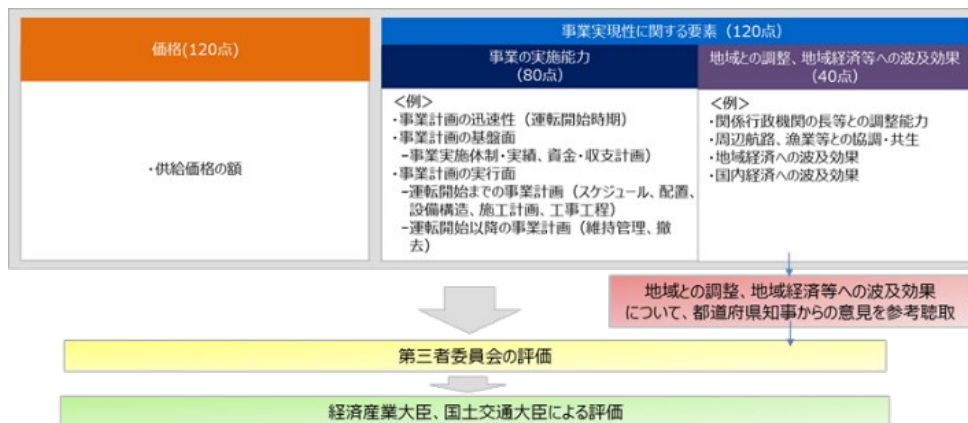 価格(120点)
・供給価格の額
事業実現性に関する要素（120点）
事業の実施能力
（80点）
＜例＞
・事業計画の迅速性（運転開始時期）
・事業計画の基盤面
−事業実施体制・実績、資金・収支計画）
・事業計画の実行面
−運転開始までの事業計画（スケジュール、配置、
設備構造、施工計画、工事工程）
−運転開始以降の事業計画（維持管理、撤
去）
地域との調整、地域経済等への波及効果
（40点）
＜例＞
・関係行政機関の長等との調整能力
・周辺航路、漁業等との協調・共生
・地域経済への波及効果
・国内経済への波及効果
地域との調整、地域経済等への波及効果
について、都道府県知事からの意見を参考聴取
第三者委員会の評価
経済産業大臣、国土交通大臣による評価